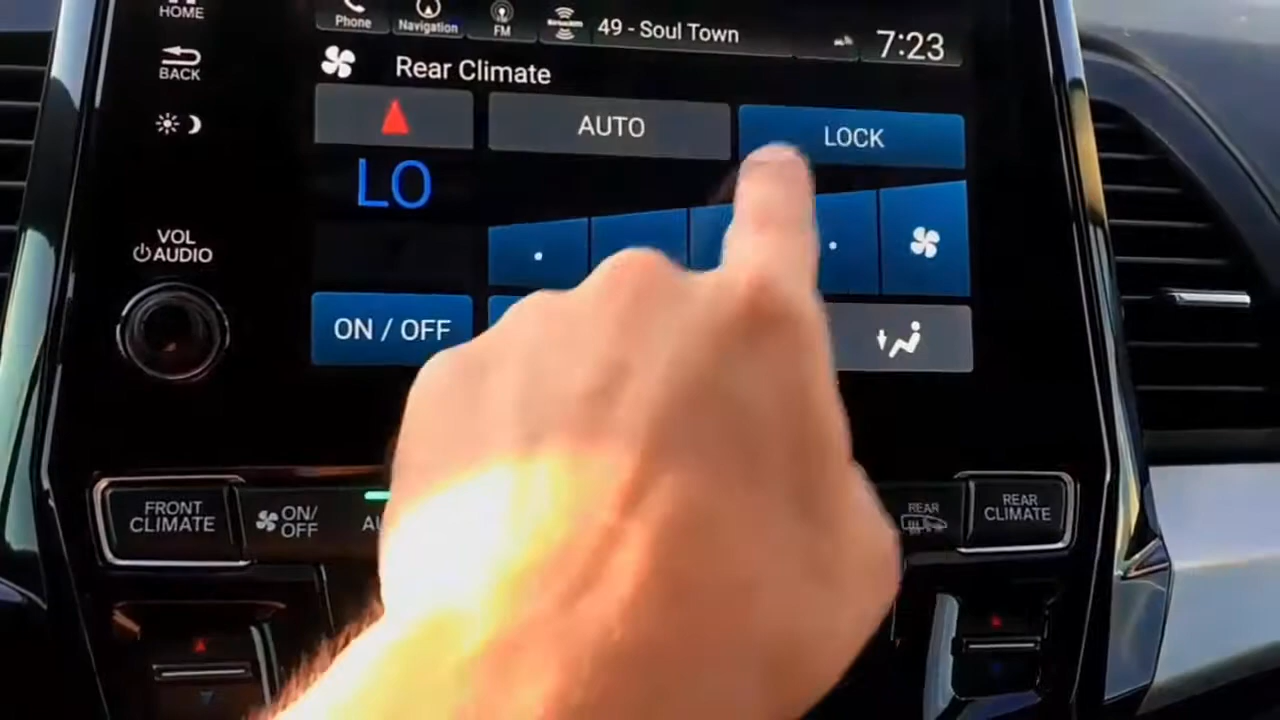 HOME
Phone
Navigation
FM
49 - Soul Town
7:23
BACK
Rear Climate
AUTO
LOCK
LO
VOL
AUDIO
ON / OFF
FRONT
CLIMATE
ON/
OFF
REAR
REAR
CLIMATE